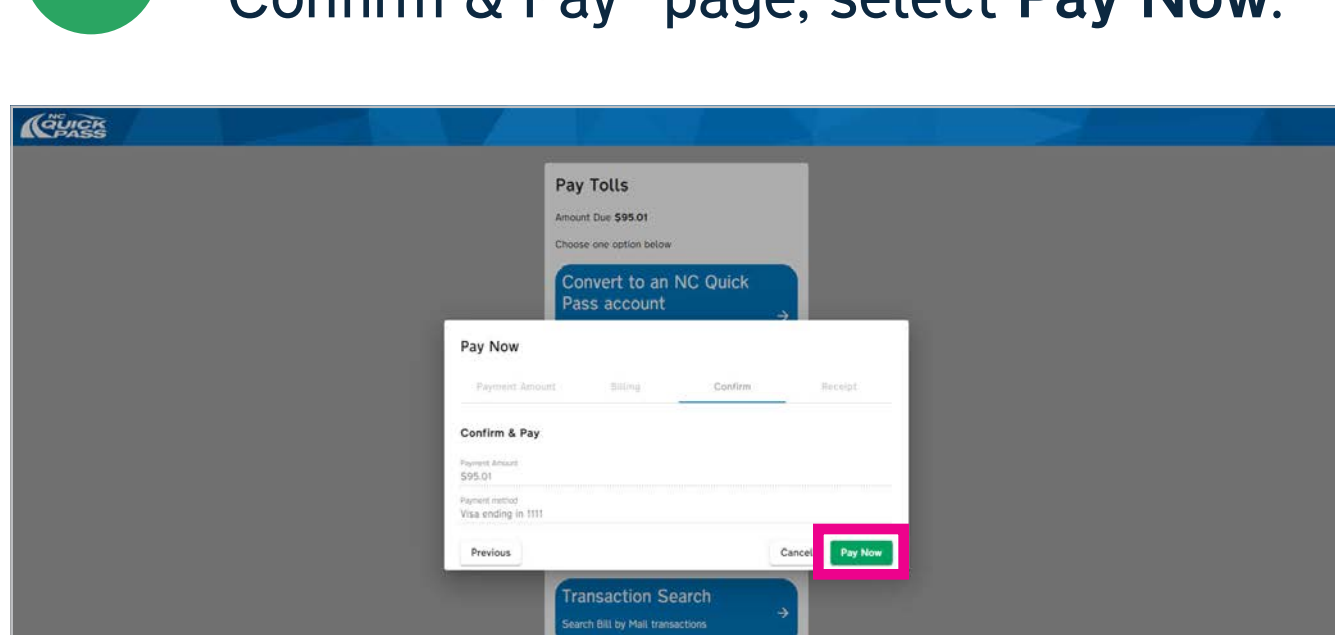 "Confirm & Pay" page, select Pay Now.
NC
QUICK
PASS
Pay Tolls
Amount Due $95.01
Choose one option below
Convert to an NC Quick
Pass account
→
Pay Now
Payment Amount Billing Confirm Receipt
Confirm & Pay
Payment Amount
$95.01
Payment method
Visa ending in 1111
Previous Cancel Pay Now
Transaction Search
→
Search Bill by Mail transactions